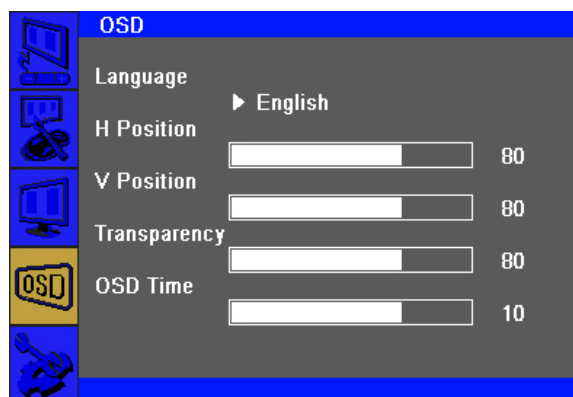 OSD
Language
English
H Position
80
V Position
80
Transparency
80
OSD
OSD Time
10